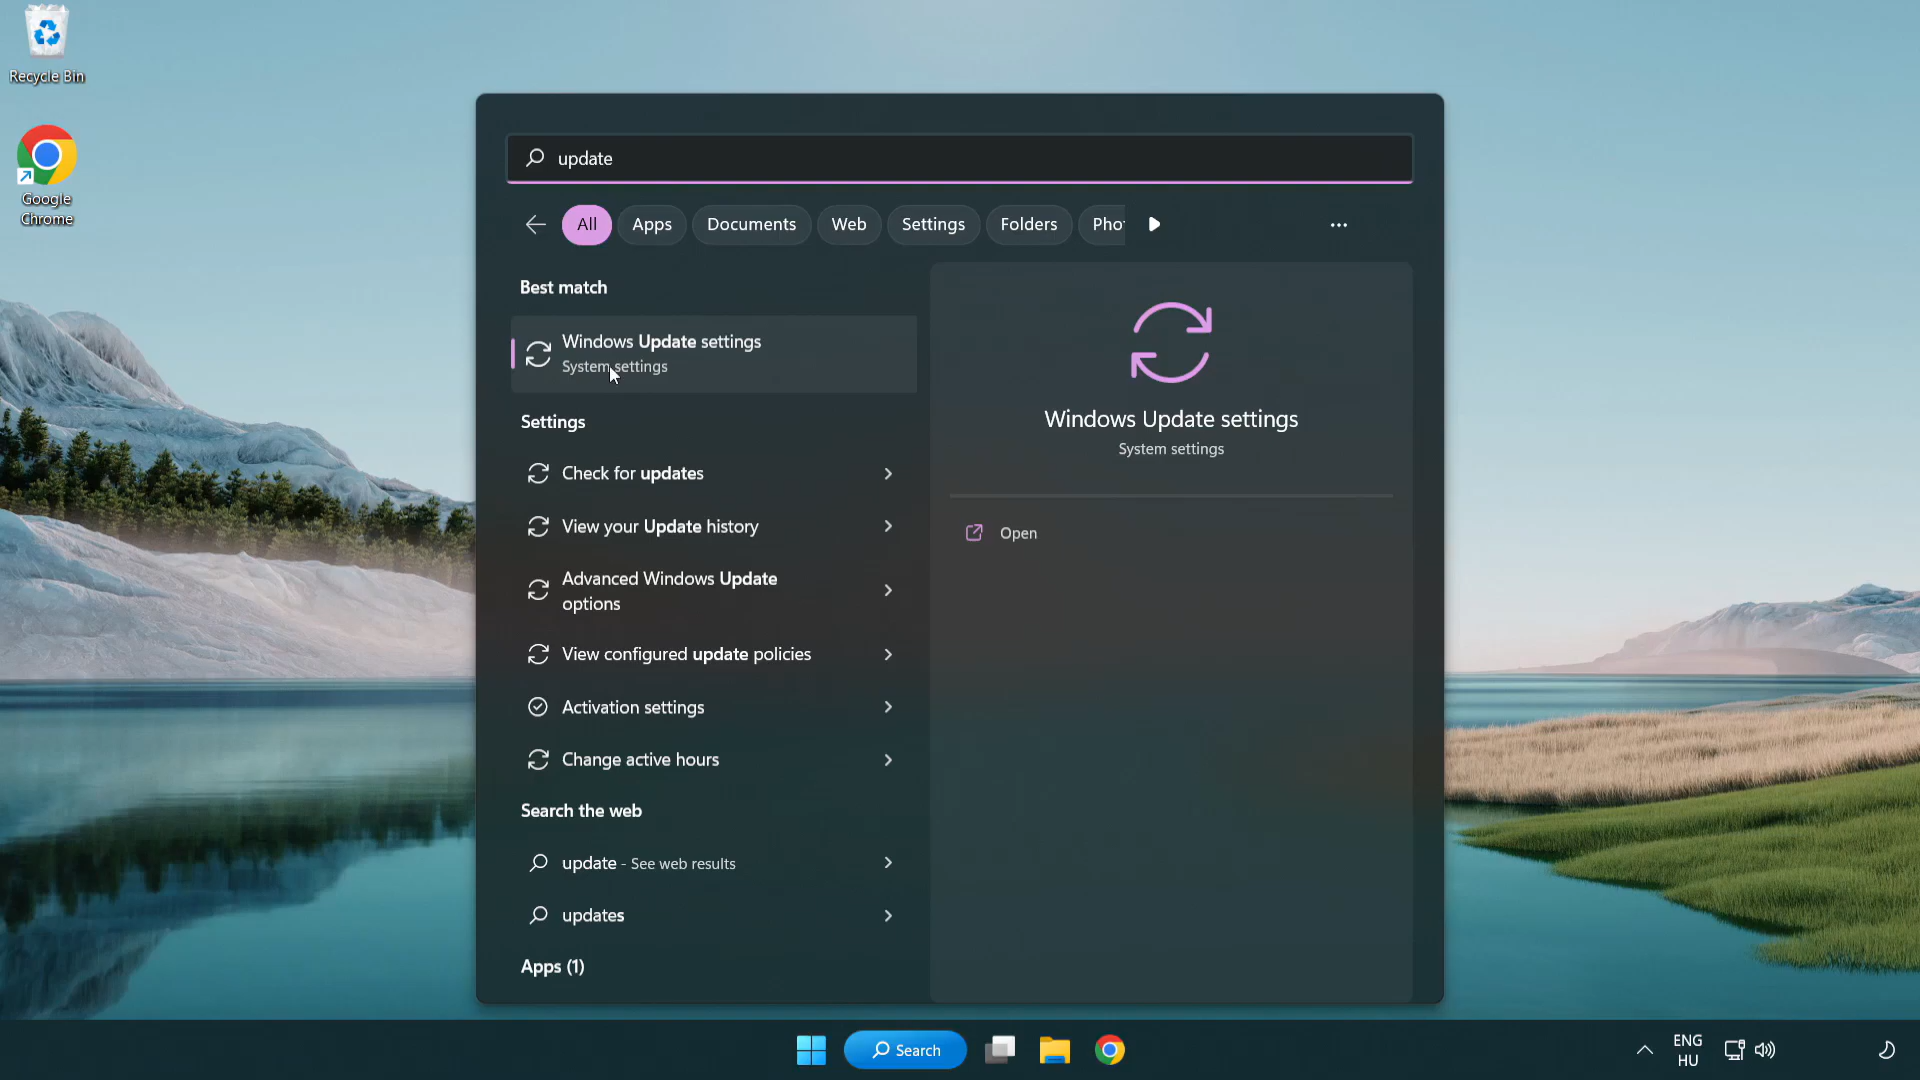 Recycle Bin
Google
Chrome
update
All
Apps
Documents
Web
Settings
Folders
Pho
Best match
Windows Update settings
System settings
Settings
Check for updates
View your Update history
Advanced Windows Update
options
View configured update policies
Activation settings
Change active hours
Search the web
update - See web results
updates
Apps (1)
Windows Update settings
System settings
Open
Search
ENG
HU